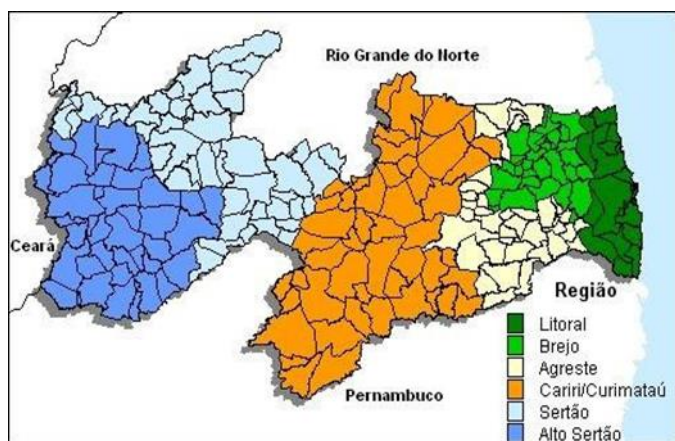 Rio Grande do Norte
Ceará
Pernambuco
Região
Litoral
Brejo
Agreste
Cariri/Curimataú
Sertão
Alto Sertão